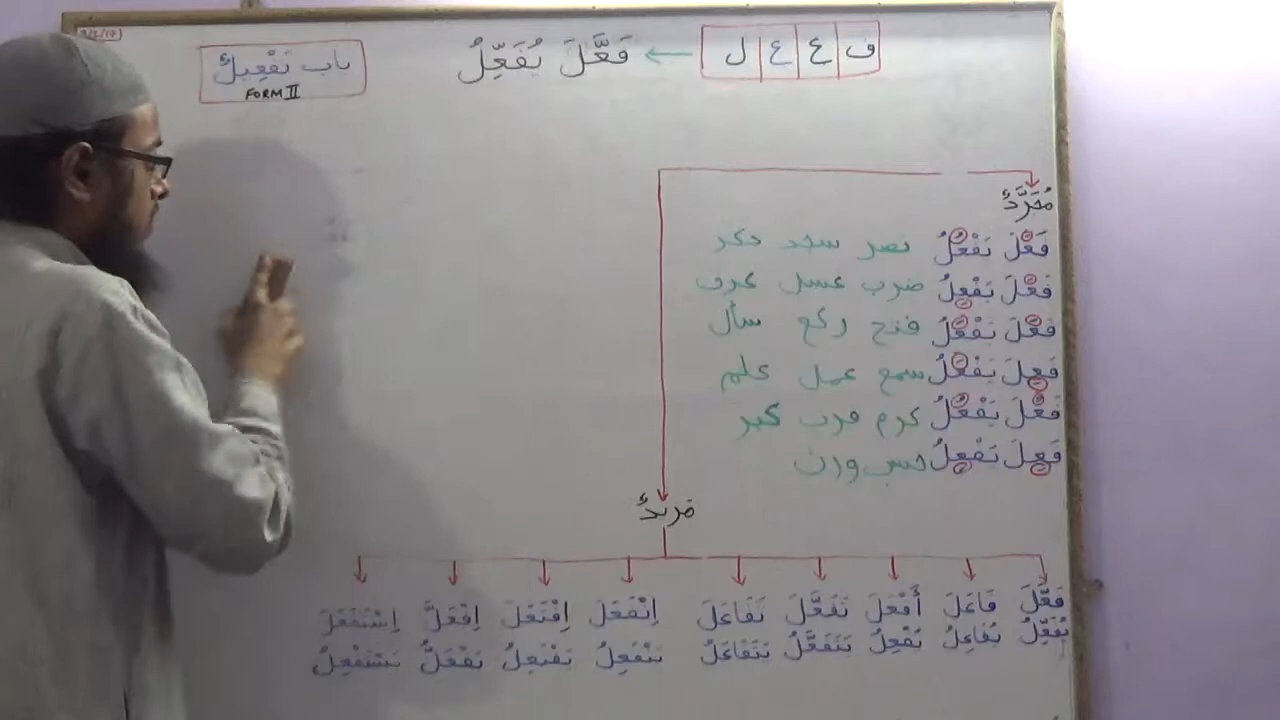 ف ع ع ل ← فَعَّلَ يُفَعِّلُ
باب تَفْعِيلٌ
FORM II
مُجَرَّدٌ
فَعَلَ يَفْعُلُ نصر سجد ذكر
فَعَلَ يَفْعِلُ ضرب غسل عرف
فَعَلَ يَفْعَلُ فتح ركع سأل
فَعِلَ يَفْعَلُ سمع عمل علم
فَعُلَ يَفْعُلُ كرم قرب كبر
فَعِلَ يَفْعِلُ حسب ورث
مَزِيدٌ
فَعَّلَ فَاعَلَ أَفْعَلَ تَفَعَّلَ تَفَاعَلَ اِنْفَعَلَ اِفْتَعَلَ اِفْعَلَّ اِسْتَفْعَلَ
يُفَعِّلُ يُفَاعِلُ يُفْعِلُ يَتَفَعَّلُ يَتَفَاعَلُ يَنْفَعِلُ يَفْتَعِلُ يَفْعَلُّ يَسْتَفْعِلُ